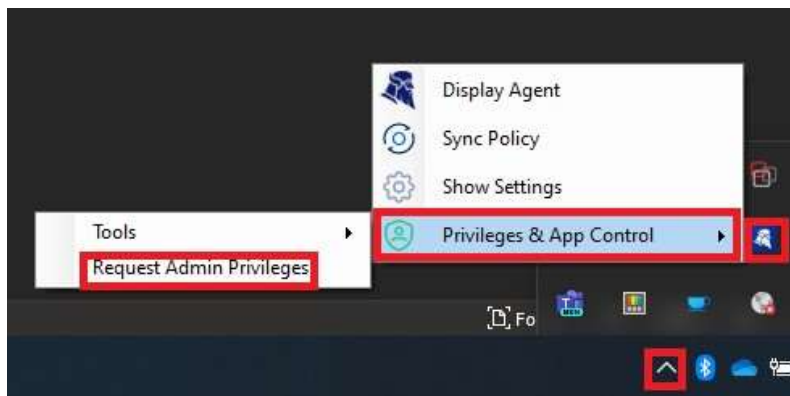 Display Agent
Sync Policy
Show Settings
Privileges & App Control
Tools
Request Admin Privileges
Fo